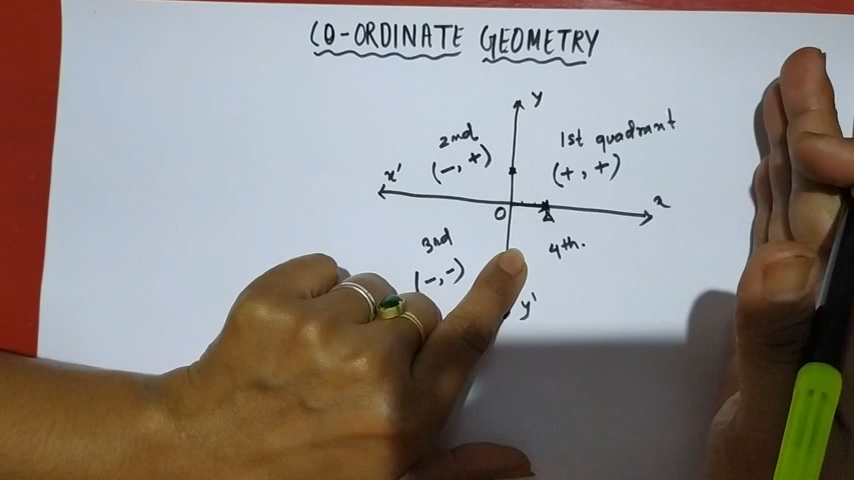 CO-ORDINATE GEOMETRY
y
2nd
1st quadrant
(-, +)
(+, +)
x'
x
O
3rd
4th.
(-, -)
y'